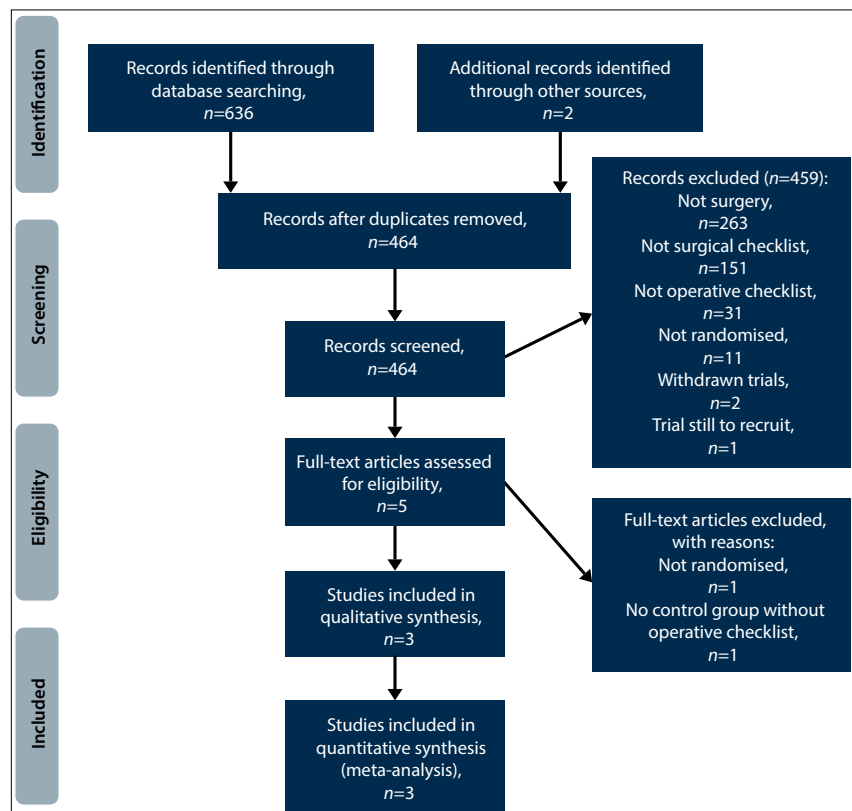 Identification
Records identified through
database searching,
n=636
Additional records identified
through other sources,
n=2
Screening
Records after duplicates removed,
n=464
Records screened,
n=464
Records excluded (n=459):
Not surgery,
n=263
Not surgical checklist,
n=151
Not operative checklist,
n=31
Not randomised,
n=11
Withdrawn trials,
n=2
Trial still to recruit,
n=1
Eligibility
Full-text articles assessed
for eligibility,
n=5
Full-text articles excluded,
with reasons:
Not randomised,
n=1
No control group without
operative checklist,
n=1
Studies included in
qualitative synthesis,
n=3
Included
Studies included in
quantitative synthesis
(meta-analysis),
n=3